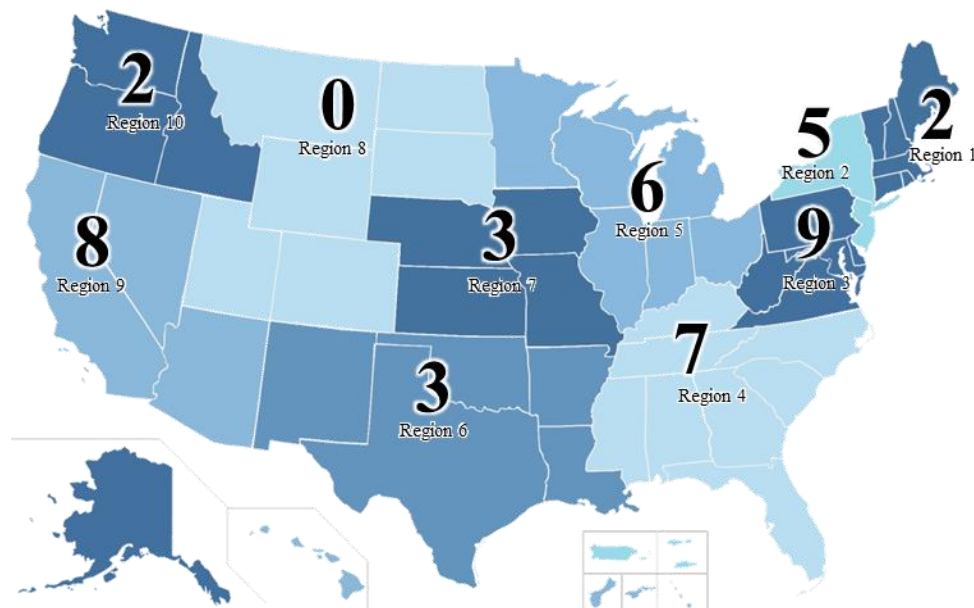 2
Region 10
0
Region 8
5
Region 2
2
Region 1
6
Region 5
8
Region 9
3
Region 7
9
Region 3
7
Region 4
3
Region 6